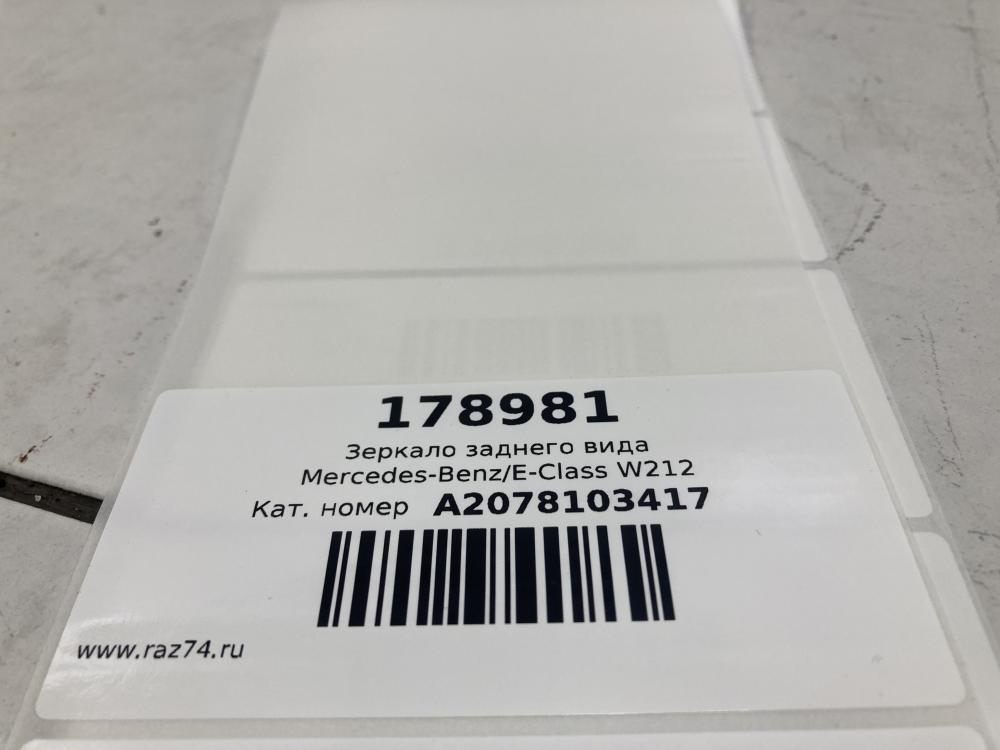 178981
Зеркало заднего вида
Mercedes-Benz/E-Class W212
Кат. номер A2078103417
www.raz74.ru